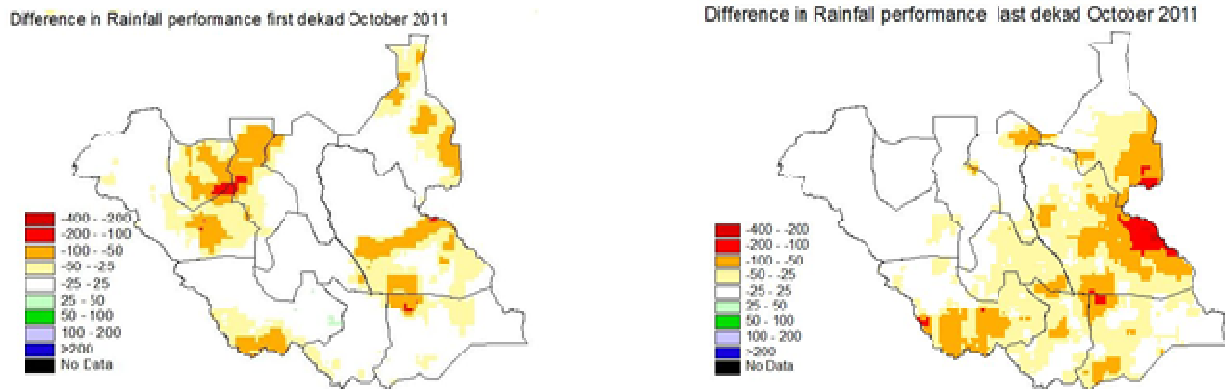 Difference in Rainfall performance first dekad October 2011
-400 - -200
-200 - -100
-100 - -50
-50 - -25
-25 - 25
25 - 50
50 - 100
100 - 200
>200
No Data
Difference in Rainfall performance last dekad October 2011
-400 - -200
-200 - -100
-100 - -50
-50 - -25
-25 - 25
25 - 50
50 - 100
100 - 200
>200
No Data